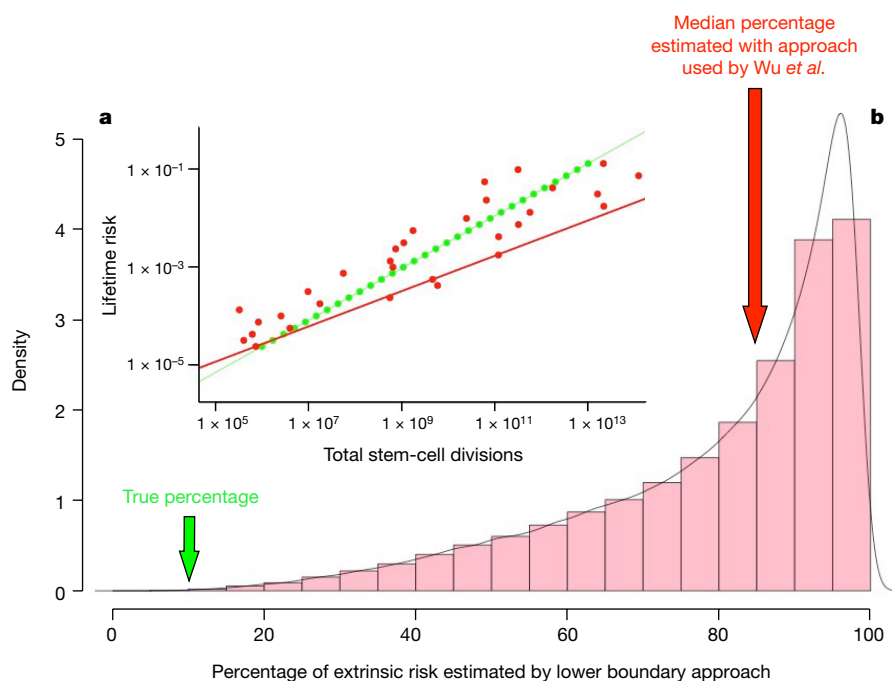 Median percentage
estimated with approach
used by Wu et al.
a
b
5
4
3
2
1
0
Density
1 × 10⁻¹
1 × 10⁻³
1 × 10⁻⁵
Lifetime risk
1 × 10⁵
1 × 10⁷
1 × 10⁹
1 × 10¹¹
1 × 10¹³
Total stem-cell divisions
True percentage
0
20
40
60
80
100
Percentage of extrinsic risk estimated by lower boundary approach